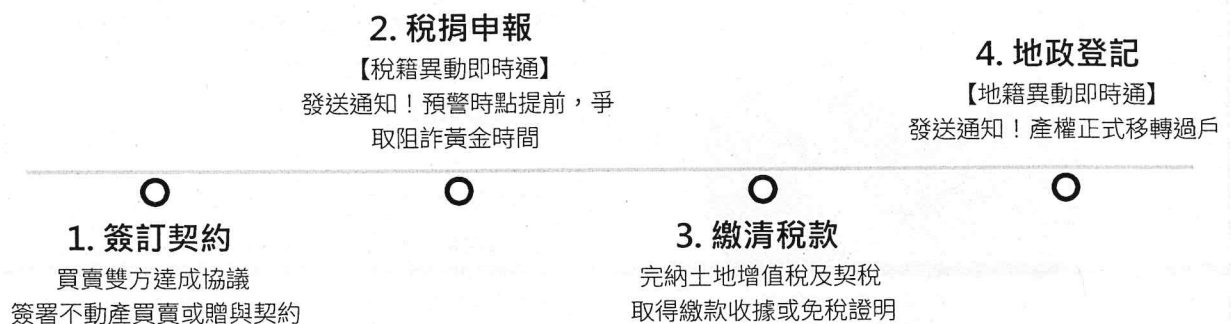 1. 簽訂契約
買賣雙方達成協議
簽署不動產買賣或贈與契約
2. 稅捐申報
【稅籍異動即時通】
發送通知！預警時點提前，爭
取阻詐黃金時間
3. 繳清稅款
完納土地增值稅及契稅
取得繳款收據或免稅證明
4. 地政登記
【地籍異動即時通】
發送通知！產權正式移轉過戶